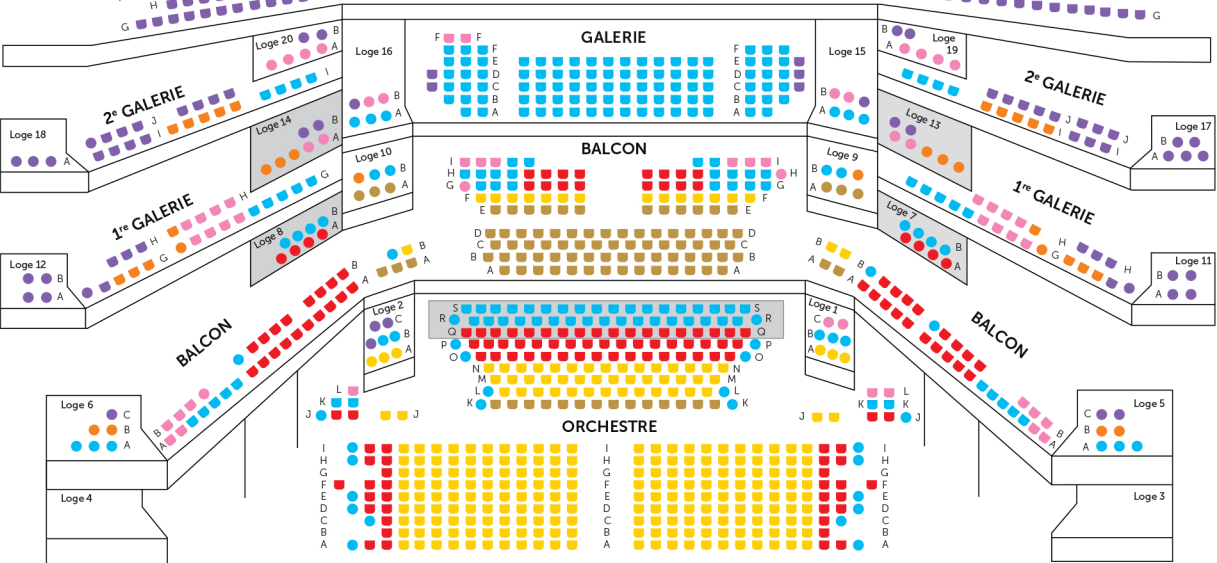 H
G
G
Loge 20 B
A
Loge 16
GALERIE
Loge 15
B Loge 19
A
F F
F
E
D
C
B
A
F
E
D
C
B
A
2e GALERIE
J
I
I
2e GALERIE
J
J
I
I
Loge 18
A
Loge 14 B
A
B
A
B
A
Loge 13
Loge 17
B
A
BALCON
Loge 10
B
A
Loge 9
B
A
I
H
G
F
E
I
H
G
F
E
1re GALERIE
H
G
H
G
1re GALERIE
H
G
H
G
Loge 8 B
A
Loge 7
B
A
D
C
B
A
D
C
B
A
Loge 12
B
A
Loge 11
B
A
B
A
B
A
B
A
B
A
BALCON
BALCON
Loge 2
C
B
A
Loge 1
C
B
A
S
R
Q
P
O
N
M
L
K
S
R
Q
P
O
N
M
L
K
L
K
J
J
J
L
K
J
ORCHESTRE
Loge 6
C
B
A
B
A
Loge 5
C
B
A
B
A
Loge 4
Loge 3
I
H
G
F
E
D
C
B
A
I
H
G
F
E
D
C
B
A
I
H
G
F
E
D
C
B
A